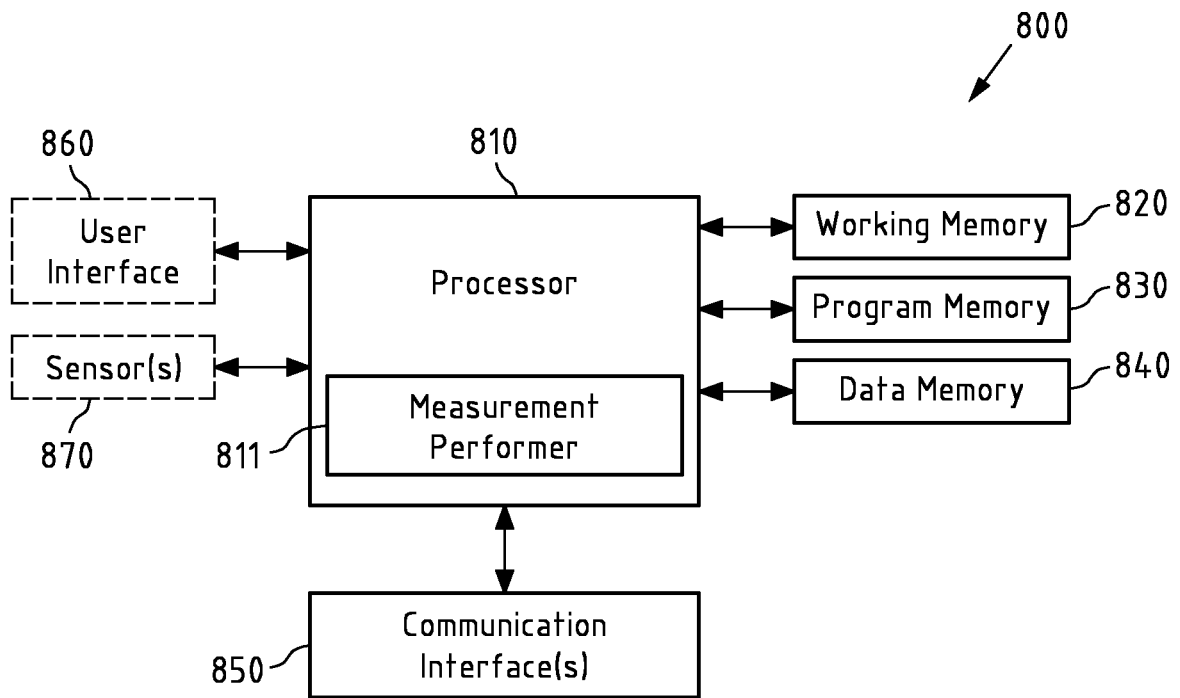 800
860
810
User
Interface
Working Memory
820
Processor
Program Memory
830
Sensor(s)
Data Memory
840
870
811
Measurement
Performer
Communication
Interface(s)
850